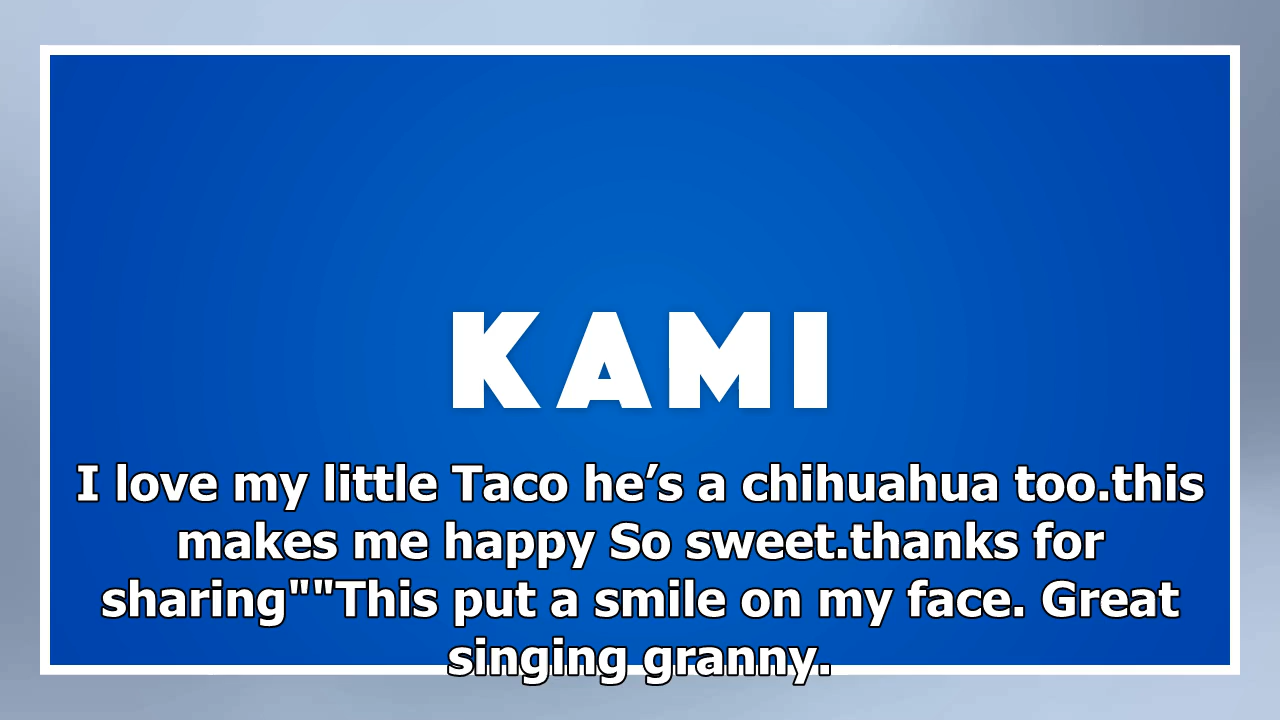 KAMI
I love my little Taco he’s a chihuahua too.this
makes me happy So sweet.thanks for
sharing""This put a smile on my face. Great
singing granny.